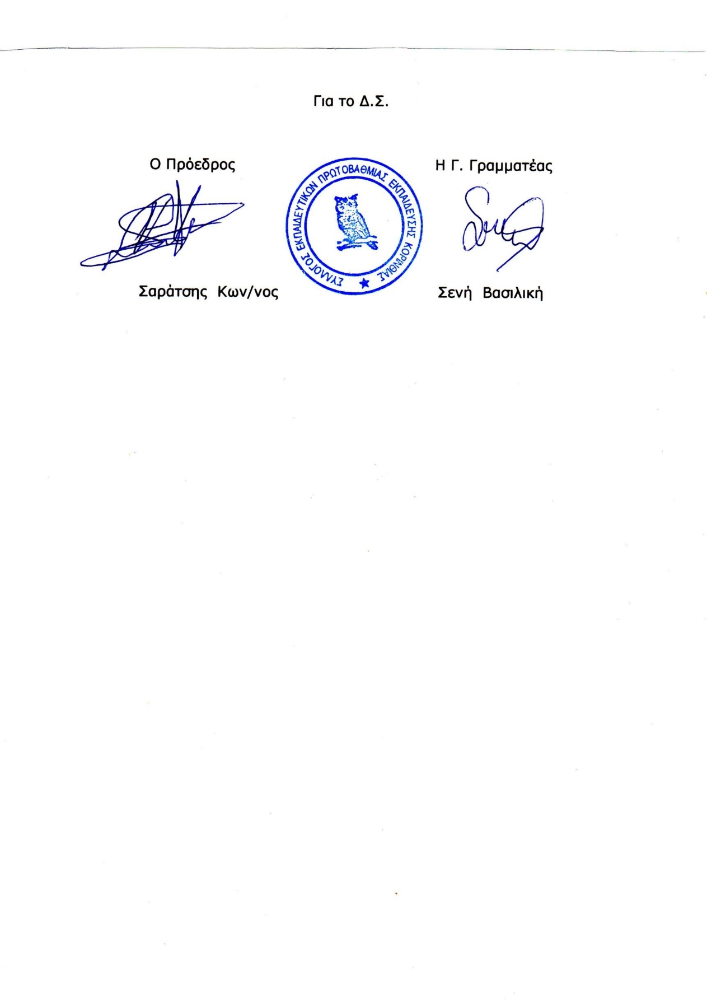 Για το Δ.Σ.
Ο Πρόεδρος
Η Γ. Γραμματέας
ΣΥΛΛΟΓΟΣ ΕΚΠΑΙΔΕΥΤΙΚΩΝ ΠΡΩΤΟΒΑΘΜΙΑΣ ΕΚΠΑΙΔΕΥΣΗΣ ΚΟΡΙΝΘΙΑΣ
Σαράτσης Κων/νος
Σενή Βασιλική